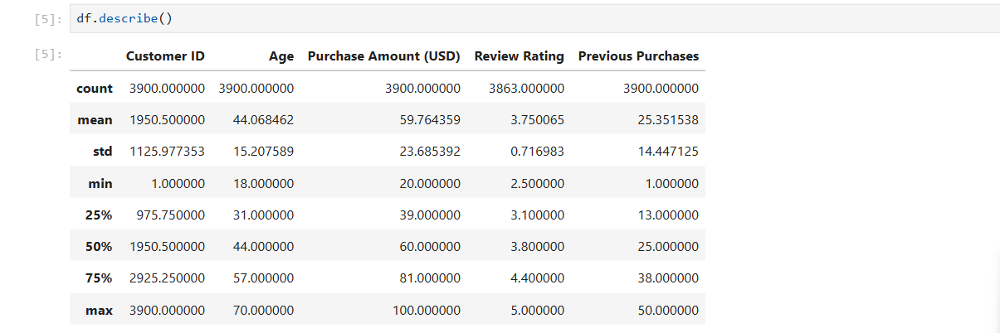 [5]: df.describe()
[5]:
Customer ID Age Purchase Amount (USD) Review Rating Previous Purchases
count 3900.000000 3900.000000 3900.000000 3863.000000 3900.000000
mean 1950.500000 44.068462 59.764359 3.750065 25.351538
std 1125.977353 15.207589 23.685392 0.716983 14.447125
min 1.000000 18.000000 20.000000 2.500000 1.000000
25% 975.750000 31.000000 39.000000 3.100000 13.000000
50% 1950.500000 44.000000 60.000000 3.800000 25.000000
75% 2925.250000 57.000000 81.000000 4.400000 38.000000
max 3900.000000 70.000000 100.000000 5.000000 50.000000